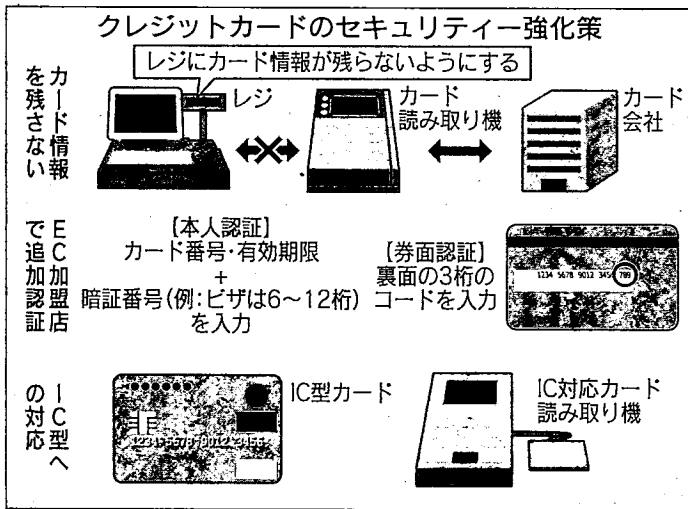 クレジットカードのセキュリティー強化策
レジにカード情報が残らないようにする
カード情報
を残さない
レジ
カード
読み取り機
カード
会社
EC加盟店
で追加認証
【本人認証】
カード番号・有効期限
+
暗証番号(例:ビザは6〜12桁)
を入力
【券面認証】
裏面の3桁の
コードを入力
1234 5678 9012 345 789
IC型へ
の対応
IC型カード
IC対応カード
読み取り機